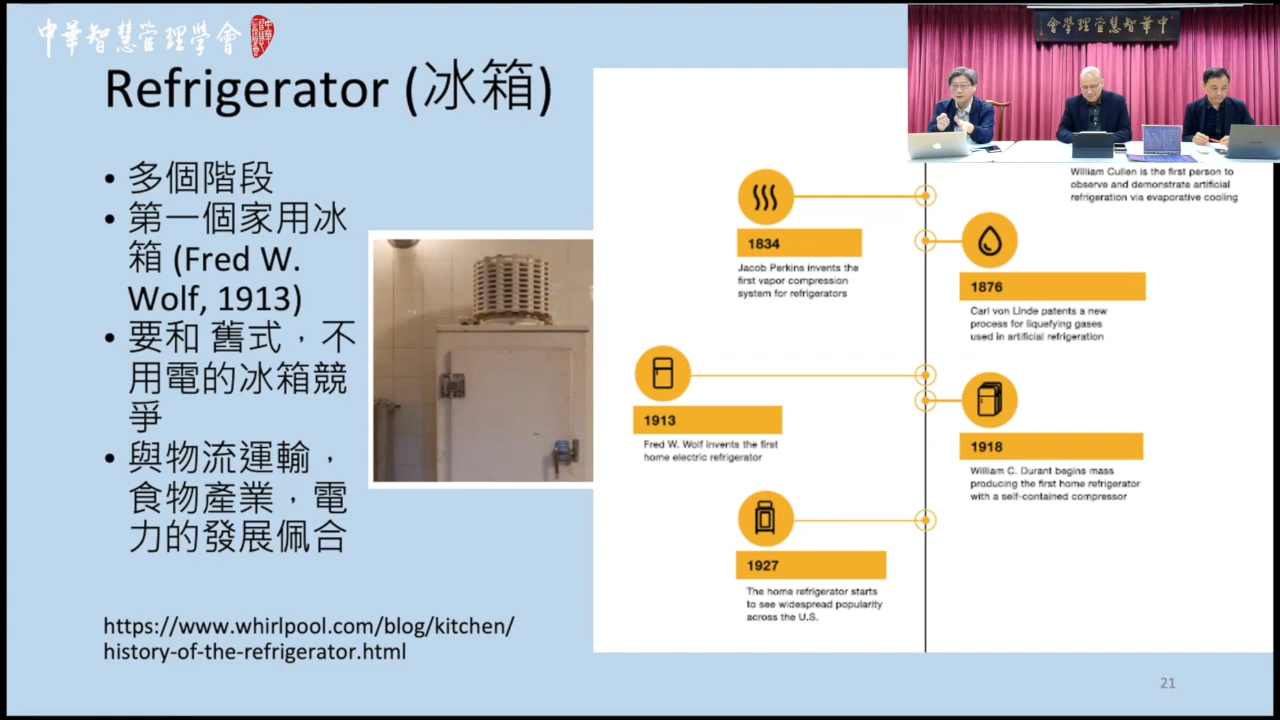 中華智慧管理學會
會學理管慧智華中
Refrigerator (冰箱)
• 多個階段
• 第一個家用冰
箱 (Fred W.
Wolf, 1913)
• 要和 舊式，不
用電的冰箱競
爭
• 與物流運輸，
食物產業，電
力的發展佩合
https://www.whirlpool.com/blog/kitchen/
history-of-the-refrigerator.html
William Cullen is the first person to
observe and demonstrate artificial
refrigeration via evaporative cooling
1834
Jacob Perkins invents the
first vapor compression
system for refrigerators
1876
Carl von Linde patents a new
process for liquefying gases
used in artificial refrigeration
1913
Fred W. Wolf invents the first
home electric refrigerator
1918
William C. Durant begins mass
producing the first home refrigerator
with a self-contained compressor
1927
The home refrigerator starts
to see widespread popularity
across the U.S.
21